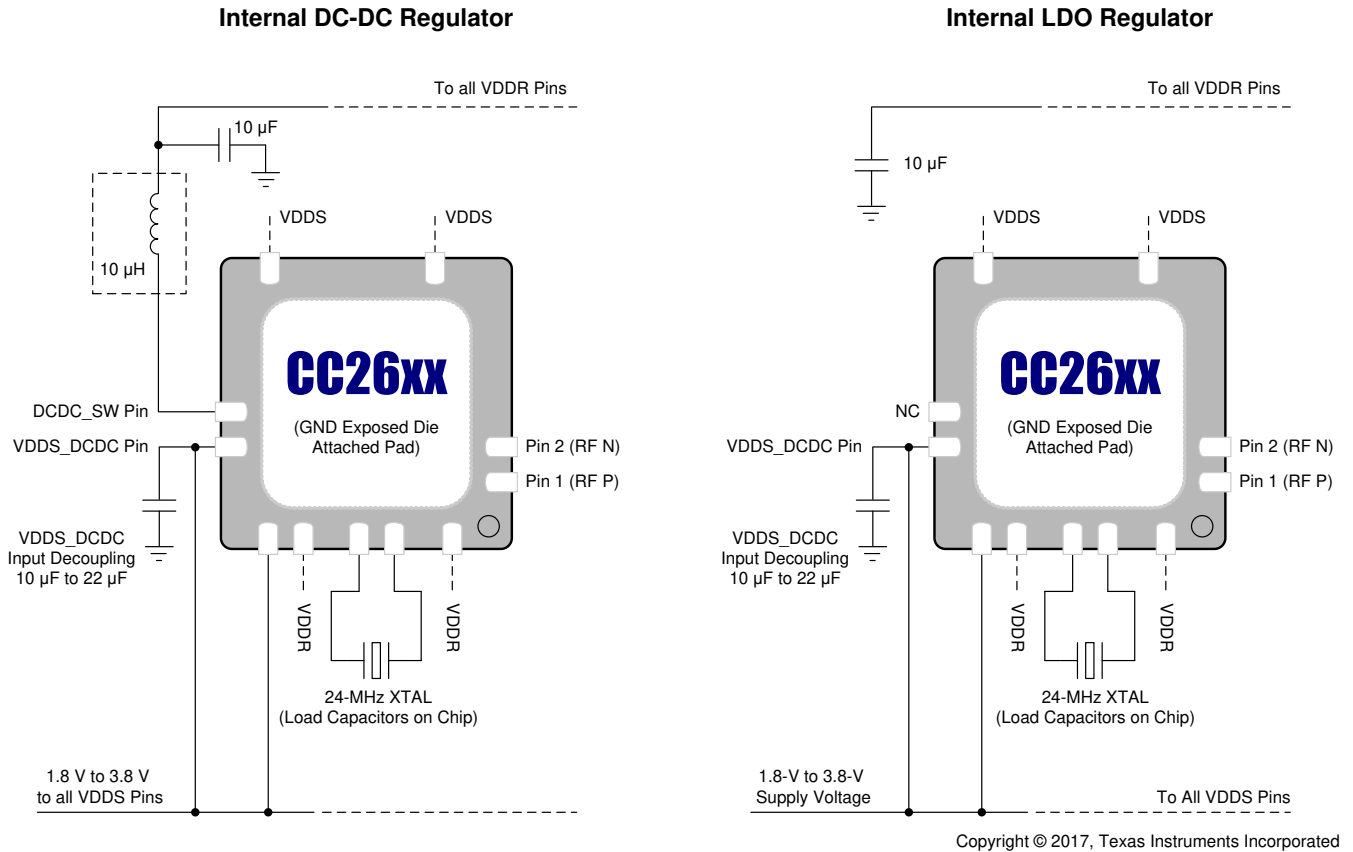 Internal DC-DC Regulator
To all VDDR Pins
10 µF
10 µH
VDDS
VDDS
CC26xx
(GND Exposed Die
Attached Pad)
DCDC_SW Pin
VDDS_DCDC Pin
Pin 2 (RF N)
Pin 1 (RF P)
VDDS_DCDC
Input Decoupling
10 µF to 22 µF
VDDR
VDDR
24-MHz XTAL
(Load Capacitors on Chip)
1.8 V to 3.8 V
to all VDDS Pins
Internal LDO Regulator
To all VDDR Pins
10 µF
VDDS
VDDS
CC26xx
(GND Exposed Die
Attached Pad)
NC
VDDS_DCDC Pin
Pin 2 (RF N)
Pin 1 (RF P)
VDDS_DCDC
Input Decoupling
10 µF to 22 µF
VDDR
VDDR
24-MHz XTAL
(Load Capacitors on Chip)
1.8-V to 3.8-V
Supply Voltage
To All VDDS Pins
Copyright © 2017, Texas Instruments Incorporated